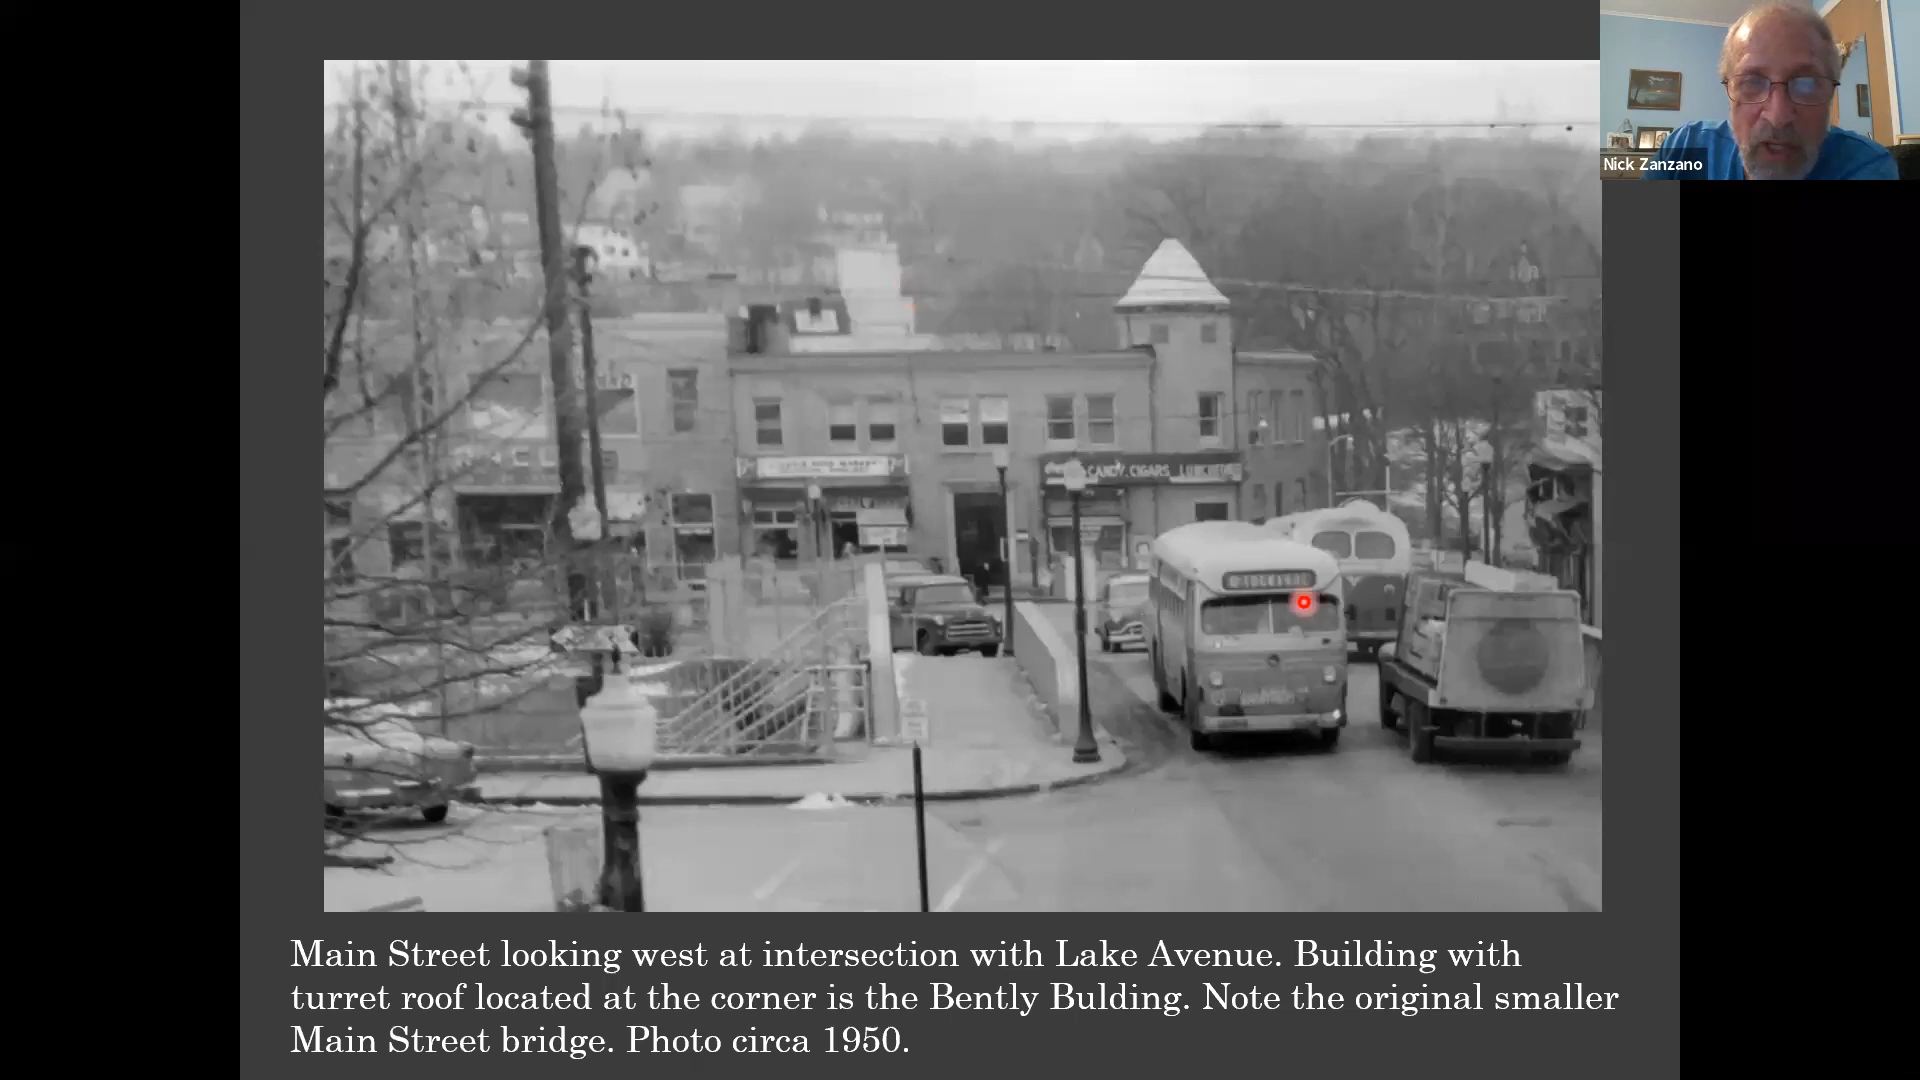 Nick Zanzano
CANDY. CIGARS
Main Street looking west at intersection with Lake Avenue. Building with
turret roof located at the corner is the Bently Bulding. Note the original smaller
Main Street bridge. Photo circa 1950.